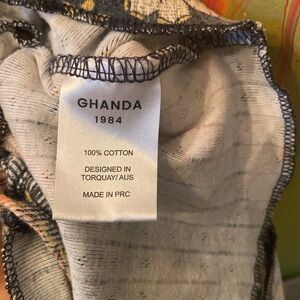 GHANDA
1984
100% COTTON
DESIGNED IN
TORQUAY/ AUS
MADE IN PRC